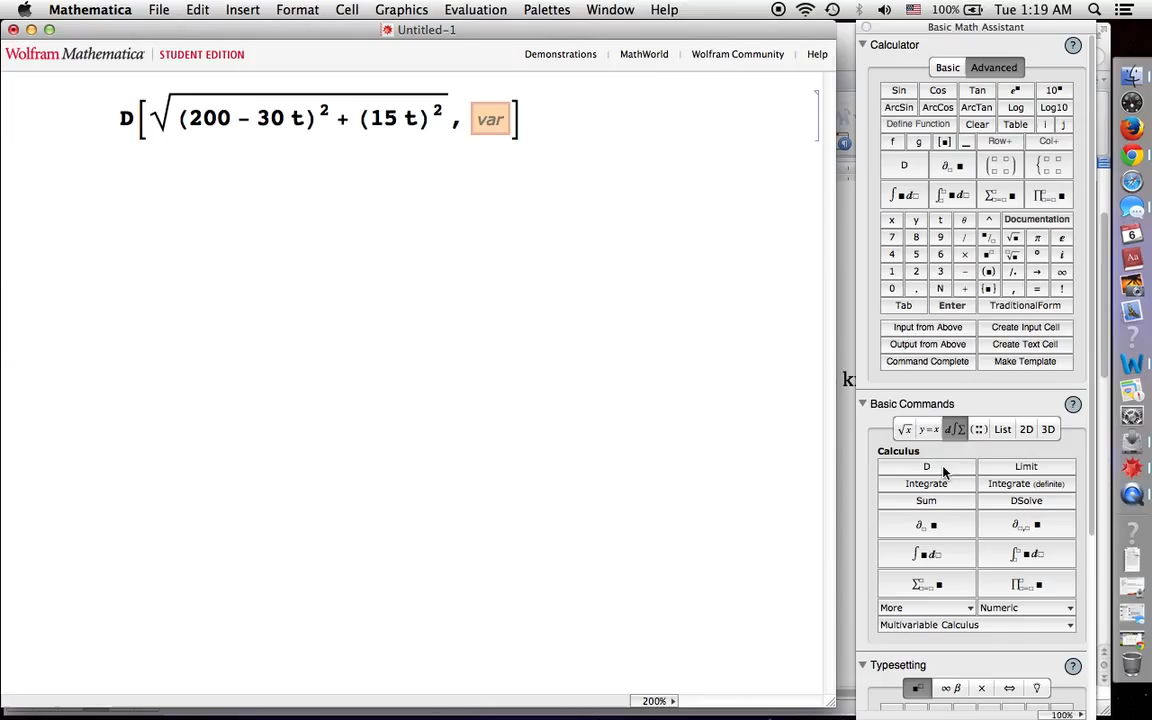 Mathematica File Edit Insert Format Cell Graphics Evaluation Palettes Window Help 100% Tue 1:19 AM
Untitled-1
Wolfram Mathematica STUDENT EDITION Demonstrations MathWorld Wolfram Community Help
D[√(200 − 30 t)² + (15 t)² , var]
200%
Basic Math Assistant
Calculator ?
Basic Advanced
Sin Cos Tan eˣ 10ˣ
ArcSin ArcCos ArcTan Log Log10
Define Function Clear Table i j
f g [▪] _ Row+ Col+
D ∂□ ▪
∫▪d□ ∫▪d□ ∑ ▪ ∏ ▪
x y t θ ^ Documentation
7 8 9 / ▪/□ √▪ π e
4 5 6 × ▪□ □√▪ ° i
1 2 3 − (▪) /. → ∞
0 . N + {▪} , = !
Tab Enter TraditionalForm
Input from Above Create Input Cell
Output from Above Create Text Cell
Command Complete Make Template
Basic Commands ?
√x y=x d∫Σ List 2D 3D
Calculus
D Limit
Integrate Integrate (definite)
Sum DSolve
∂□ ▪ ∂□,□ ▪
∫▪d□ ∫▪d□
∑ ▪ ∏ ▪
More Numeric
Multivariable Calculus
Typesetting ?
∞ β × ⇔
100%
6
Aa
W